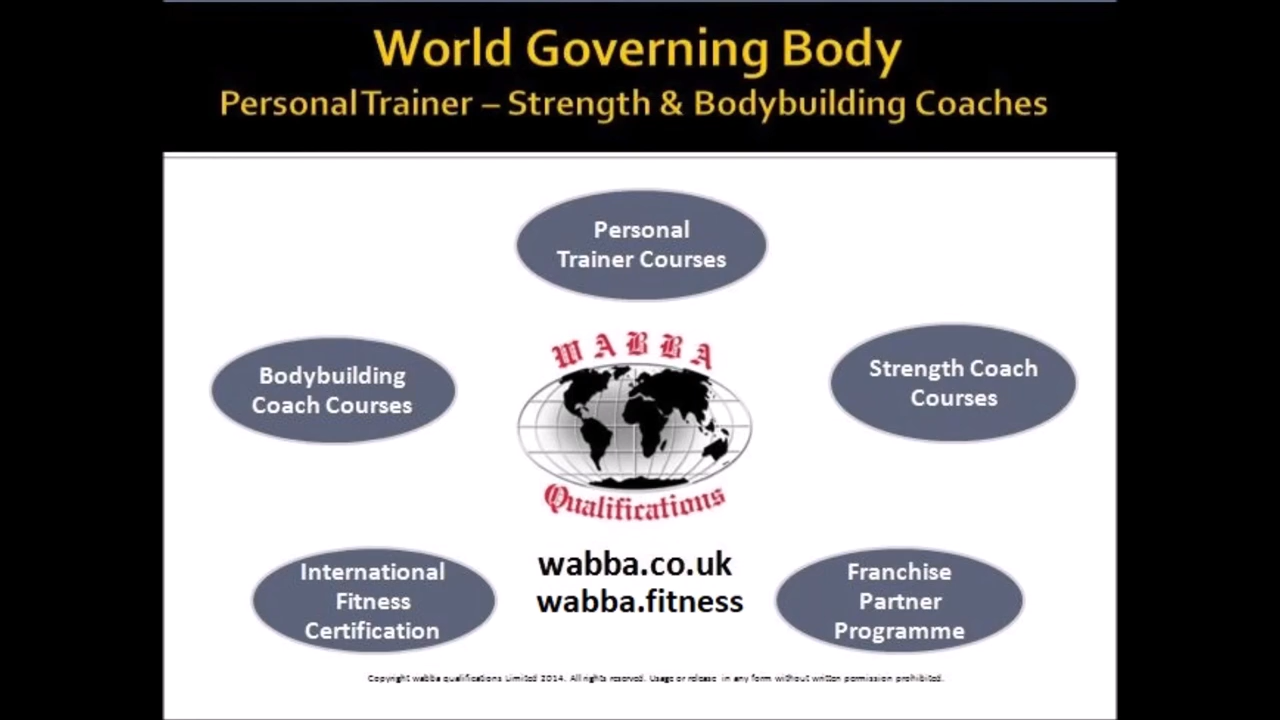 World Governing Body
Personal Trainer – Strength & Bodybuilding Coaches
Personal
Trainer Courses
Bodybuilding
Coach Courses
Strength Coach
Courses
WABBA
Qualifications
wabba.co.uk
wabba.fitness
International
Fitness
Certification
Franchise
Partner
Programme
Copyright wabba qualifications Limited 2014. All rights reserved. Usage or release in any form without written permission prohibited.